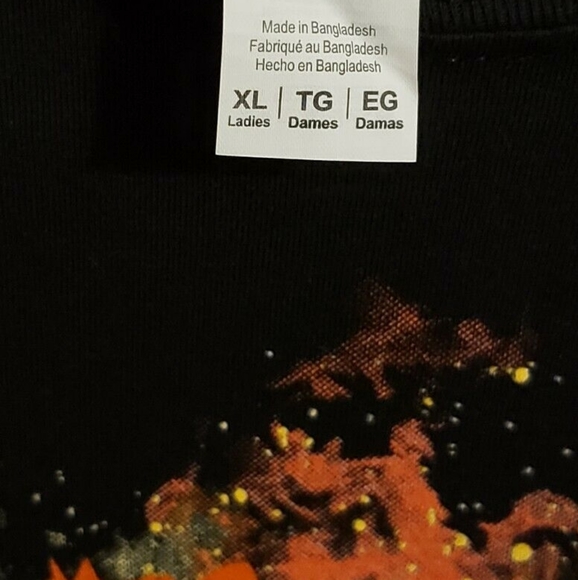 Made in Bangladesh
Fabriqué au Bangladesh
Hecho en Bangladesh
XL | TG | EG
Ladies Dames Damas